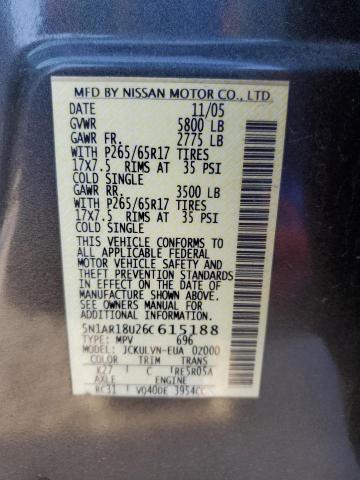 MFD BY NISSAN MOTOR CO., LTD.
DATE 11/05
GVWR 5800 LB
GAWR FR. 2775 LB
WITH P265/65R17 TIRES
17X7.5 RIMS AT 35 PSI
COLD SINGLE
GAWR RR. 3500 LB
WITH P265/65R17 TIRES
17X7.5 RIMS AT 35 PSI
COLD SINGLE
THIS VEHICLE CONFORMS TO
ALL APPLICABLE FEDERAL
MOTOR VEHICLE SAFETY STANDARDS
IN EFFECT ON THE DATE OF
MANUFACTURE SHOWN ABOVE.
SEE OWNERS MANUAL FOR
ADDITIONAL INFORMATION.
5N1AR18U26C615188
TYPE MPV 696
MODEL JCKULVN-EUA 02000
COLOR TRIM TRANS
K27 C RE5R05A
AXLE ENGINE
RC31 VQ40DE 3954CC